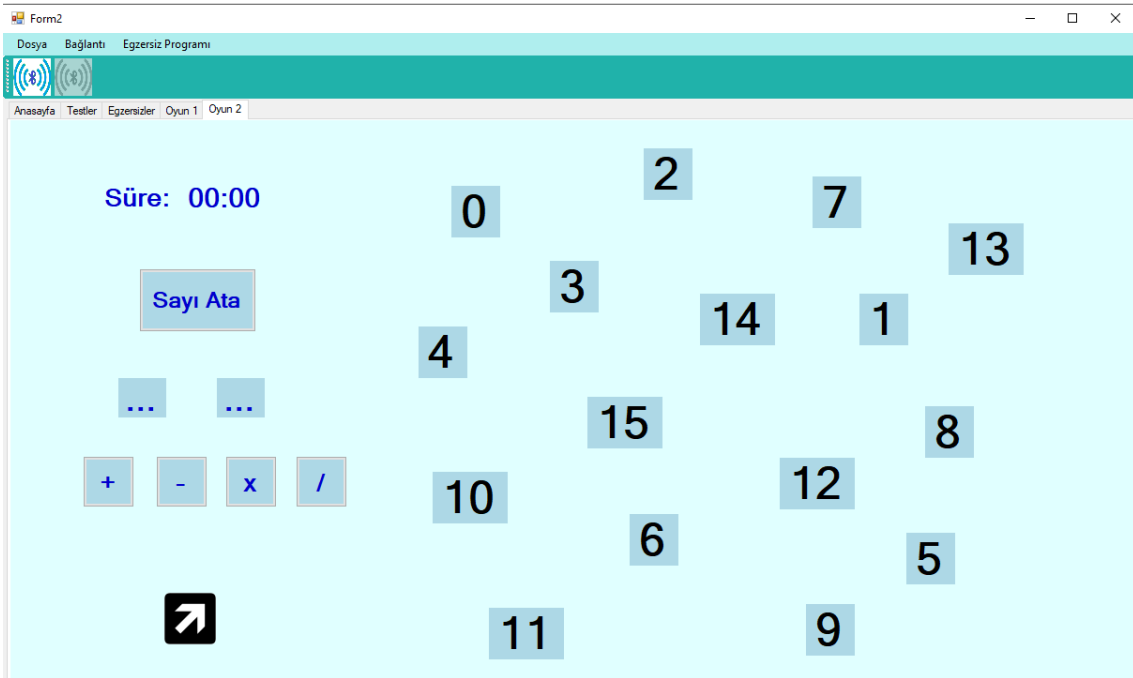 Form2
Dosya Bağlantı Egzersiz Programı
Anasayfa Testler Egzersizler Oyun 1 Oyun 2
Süre: 00:00
Sayı Ata
... ...
+ - x /
2
7
0
13
3
14
1
4
15
8
12
10
6
5
9
11